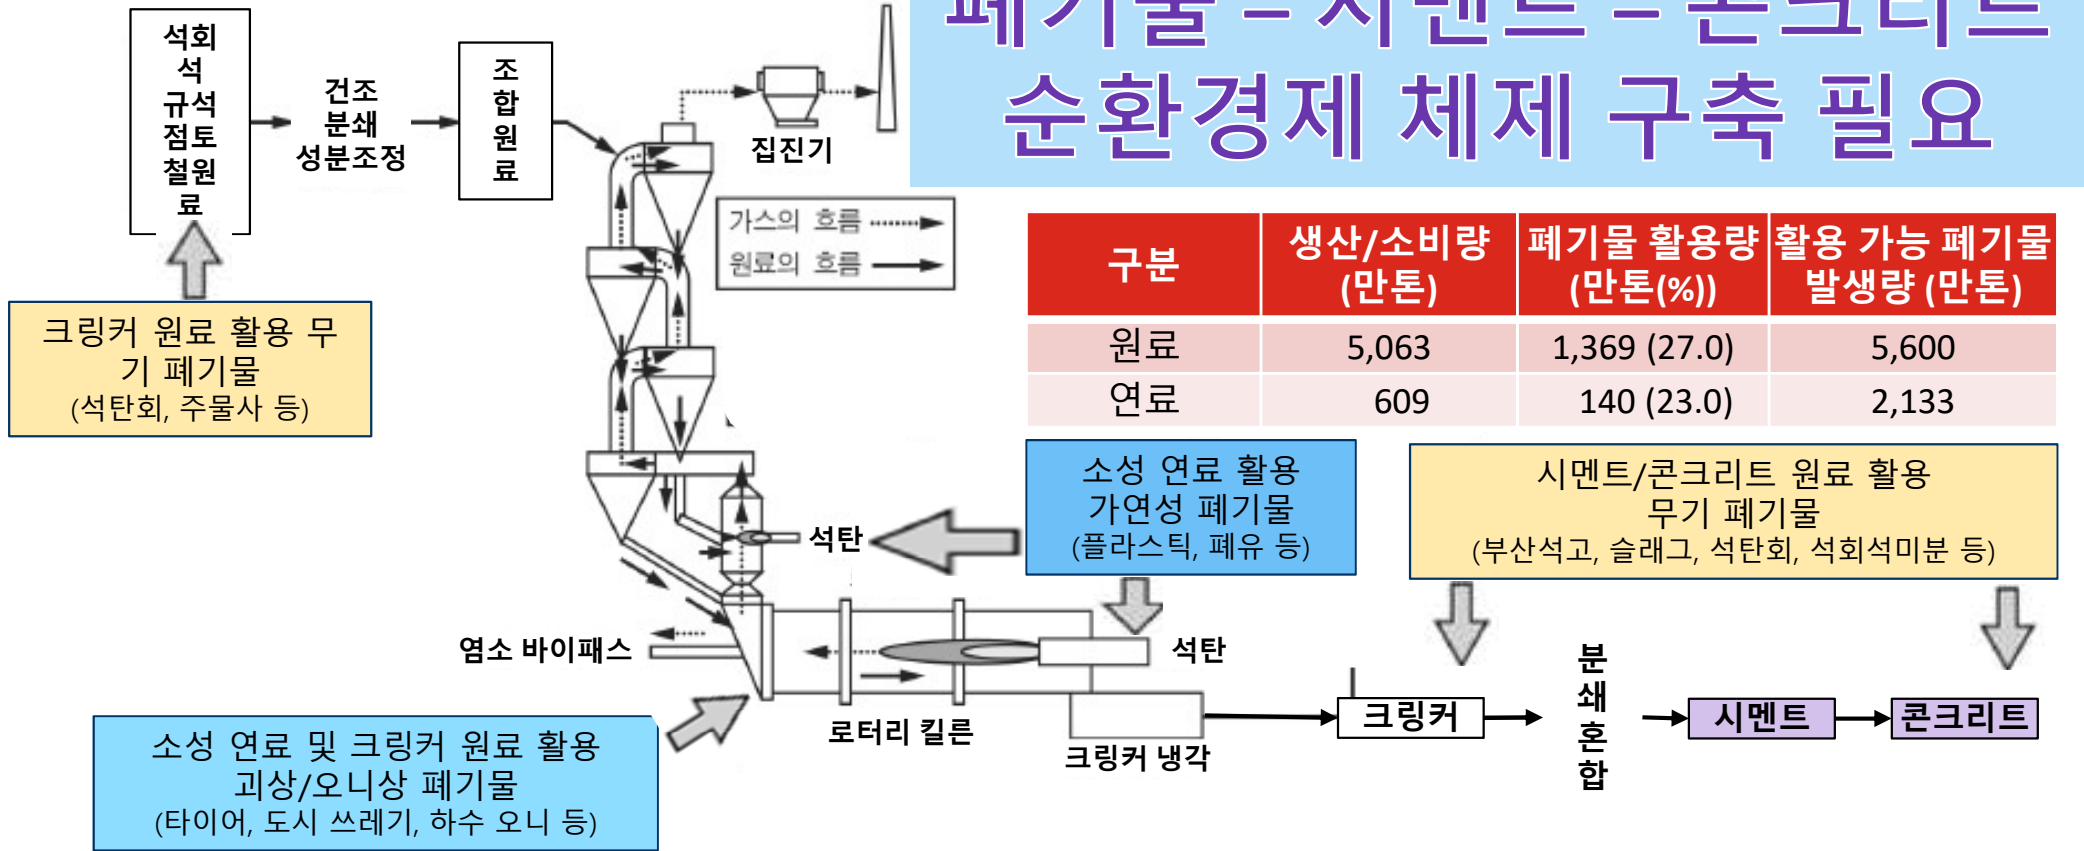 폐기물 – 시멘트 – 콘크리트
순환경제 체제 구축 필요
석회
석
규석
점토
철원
료
건조
분쇄
성분조정
조
합
원
료
집진기
가스의 흐름
원료의 흐름
크링커 원료 활용 무
기 폐기물
(석탄회, 주물사 등)
구분
생산/소비량
(만톤)
폐기물 활용량
(만톤(%))
활용 가능 폐기물
발생량 (만톤)
원료
5,063
1,369 (27.0)
5,600
연료
609
140 (23.0)
2,133
소성 연료 활용
가연성 폐기물
(플라스틱, 폐유 등)
시멘트/콘크리트 원료 활용
무기 폐기물
(부산석고, 슬래그, 석탄회, 석회석미분 등)
석탄
염소 바이패스
석탄
로터리 킬른
크링커 냉각
크링커
분
쇄
혼
합
시멘트
콘크리트
소성 연료 및 크링커 원료 활용
괴상/오니상 폐기물
(타이어, 도시 쓰레기, 하수 오니 등)